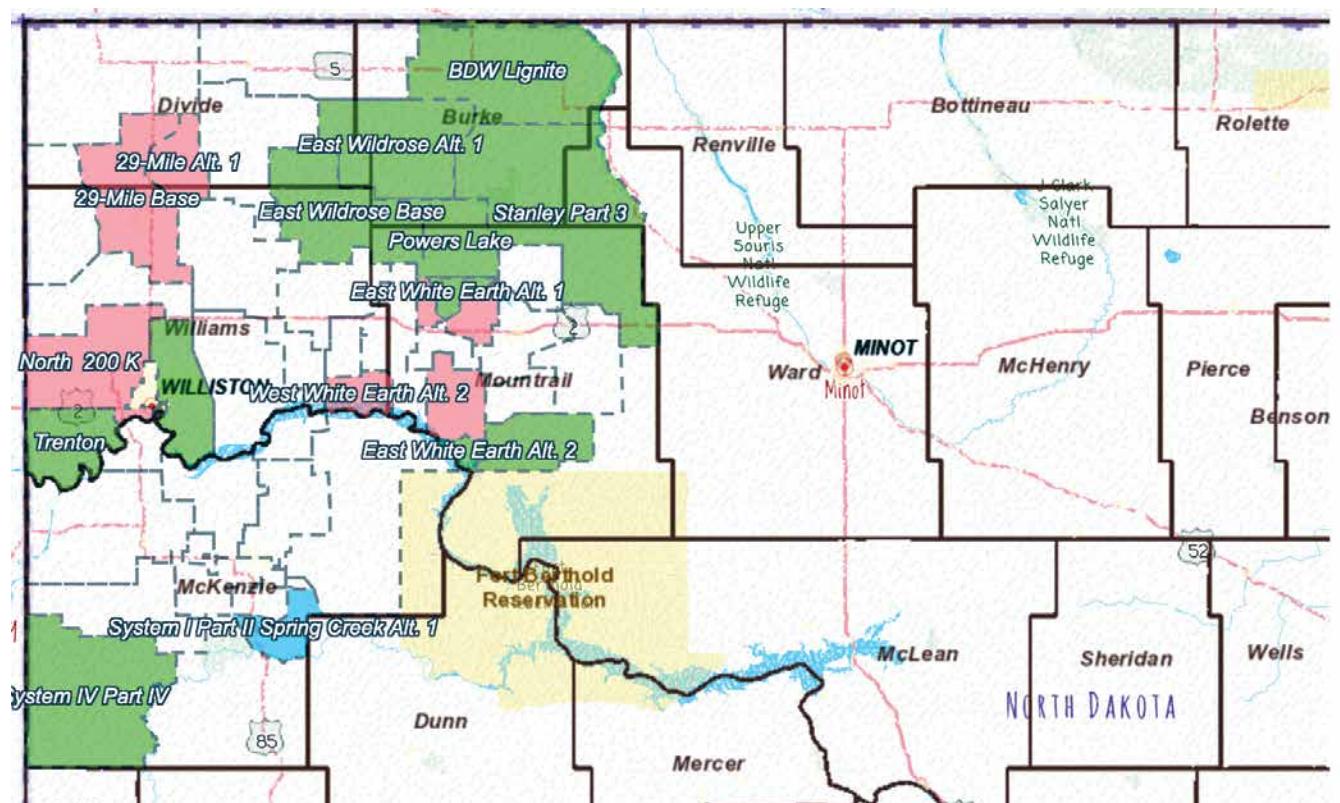 BDW Lignite
5
Divide
Burke
Bottineau
Rolette
East Wildrose Alt. 1
Renville
29-Mile Alt. 1
29-Mile Base
J Clark
Salyer
Natl
Wildlife
Refuge
East Wildrose Base
Stanley Part 3
Upper
Souris
Natl
Wildlife
Refuge
Powers Lake
East White Earth Alt. 1
Williams
2
North 200 K
MINOT
Minot
Ward
McHenry
Pierce
WILLISTON
West White Earth Alt. 2
Mountrail
2
Benson
Trenton
East White Earth Alt. 2
52
McKenzie
Fort Berthold
Reservation
System I Part II Spring Creek Alt. 1
McLean
Sheridan
Wells
ystem IV Part IV
NORTH DAKOTA
Dunn
85
Mercer